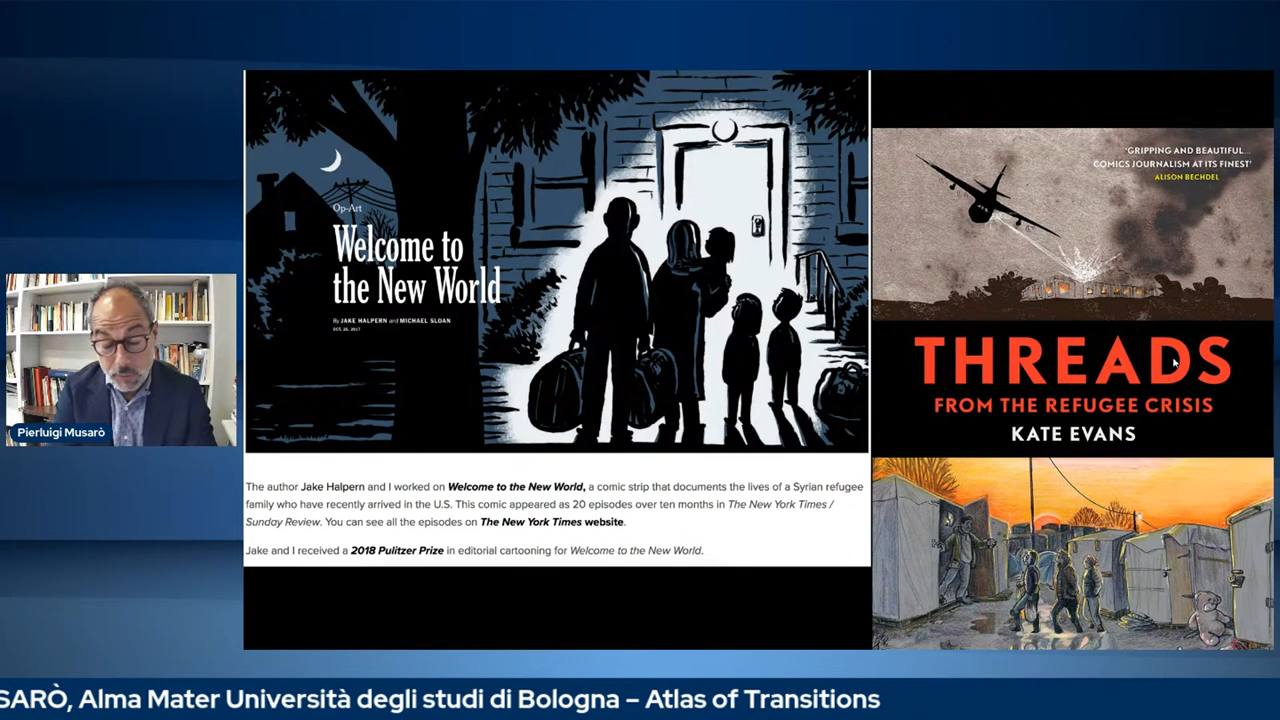 Op-Art
Welcome to
the New World
By JAKE HALPERN and MICHAEL SLOAN
OCT. 26, 2017
The author Jake Halpern and I worked on Welcome to the New World, a comic strip that documents the lives of a Syrian refugee
family who have recently arrived in the U.S. This comic appeared as 20 episodes over ten months in The New York Times /
Sunday Review. You can see all the episodes on The New York Times website.
Jake and I received a 2018 Pulitzer Prize in editorial cartooning for Welcome to the New World.
'GRIPPING AND BEAUTIFUL...
COMICS JOURNALISM AT ITS FINEST'
ALISON BECHDEL
THREADS
FROM THE REFUGEE CRISIS
KATE EVANS
Pierluigi Musarò
SARÒ, Alma Mater Università degli studi di Bologna – Atlas of Transitions